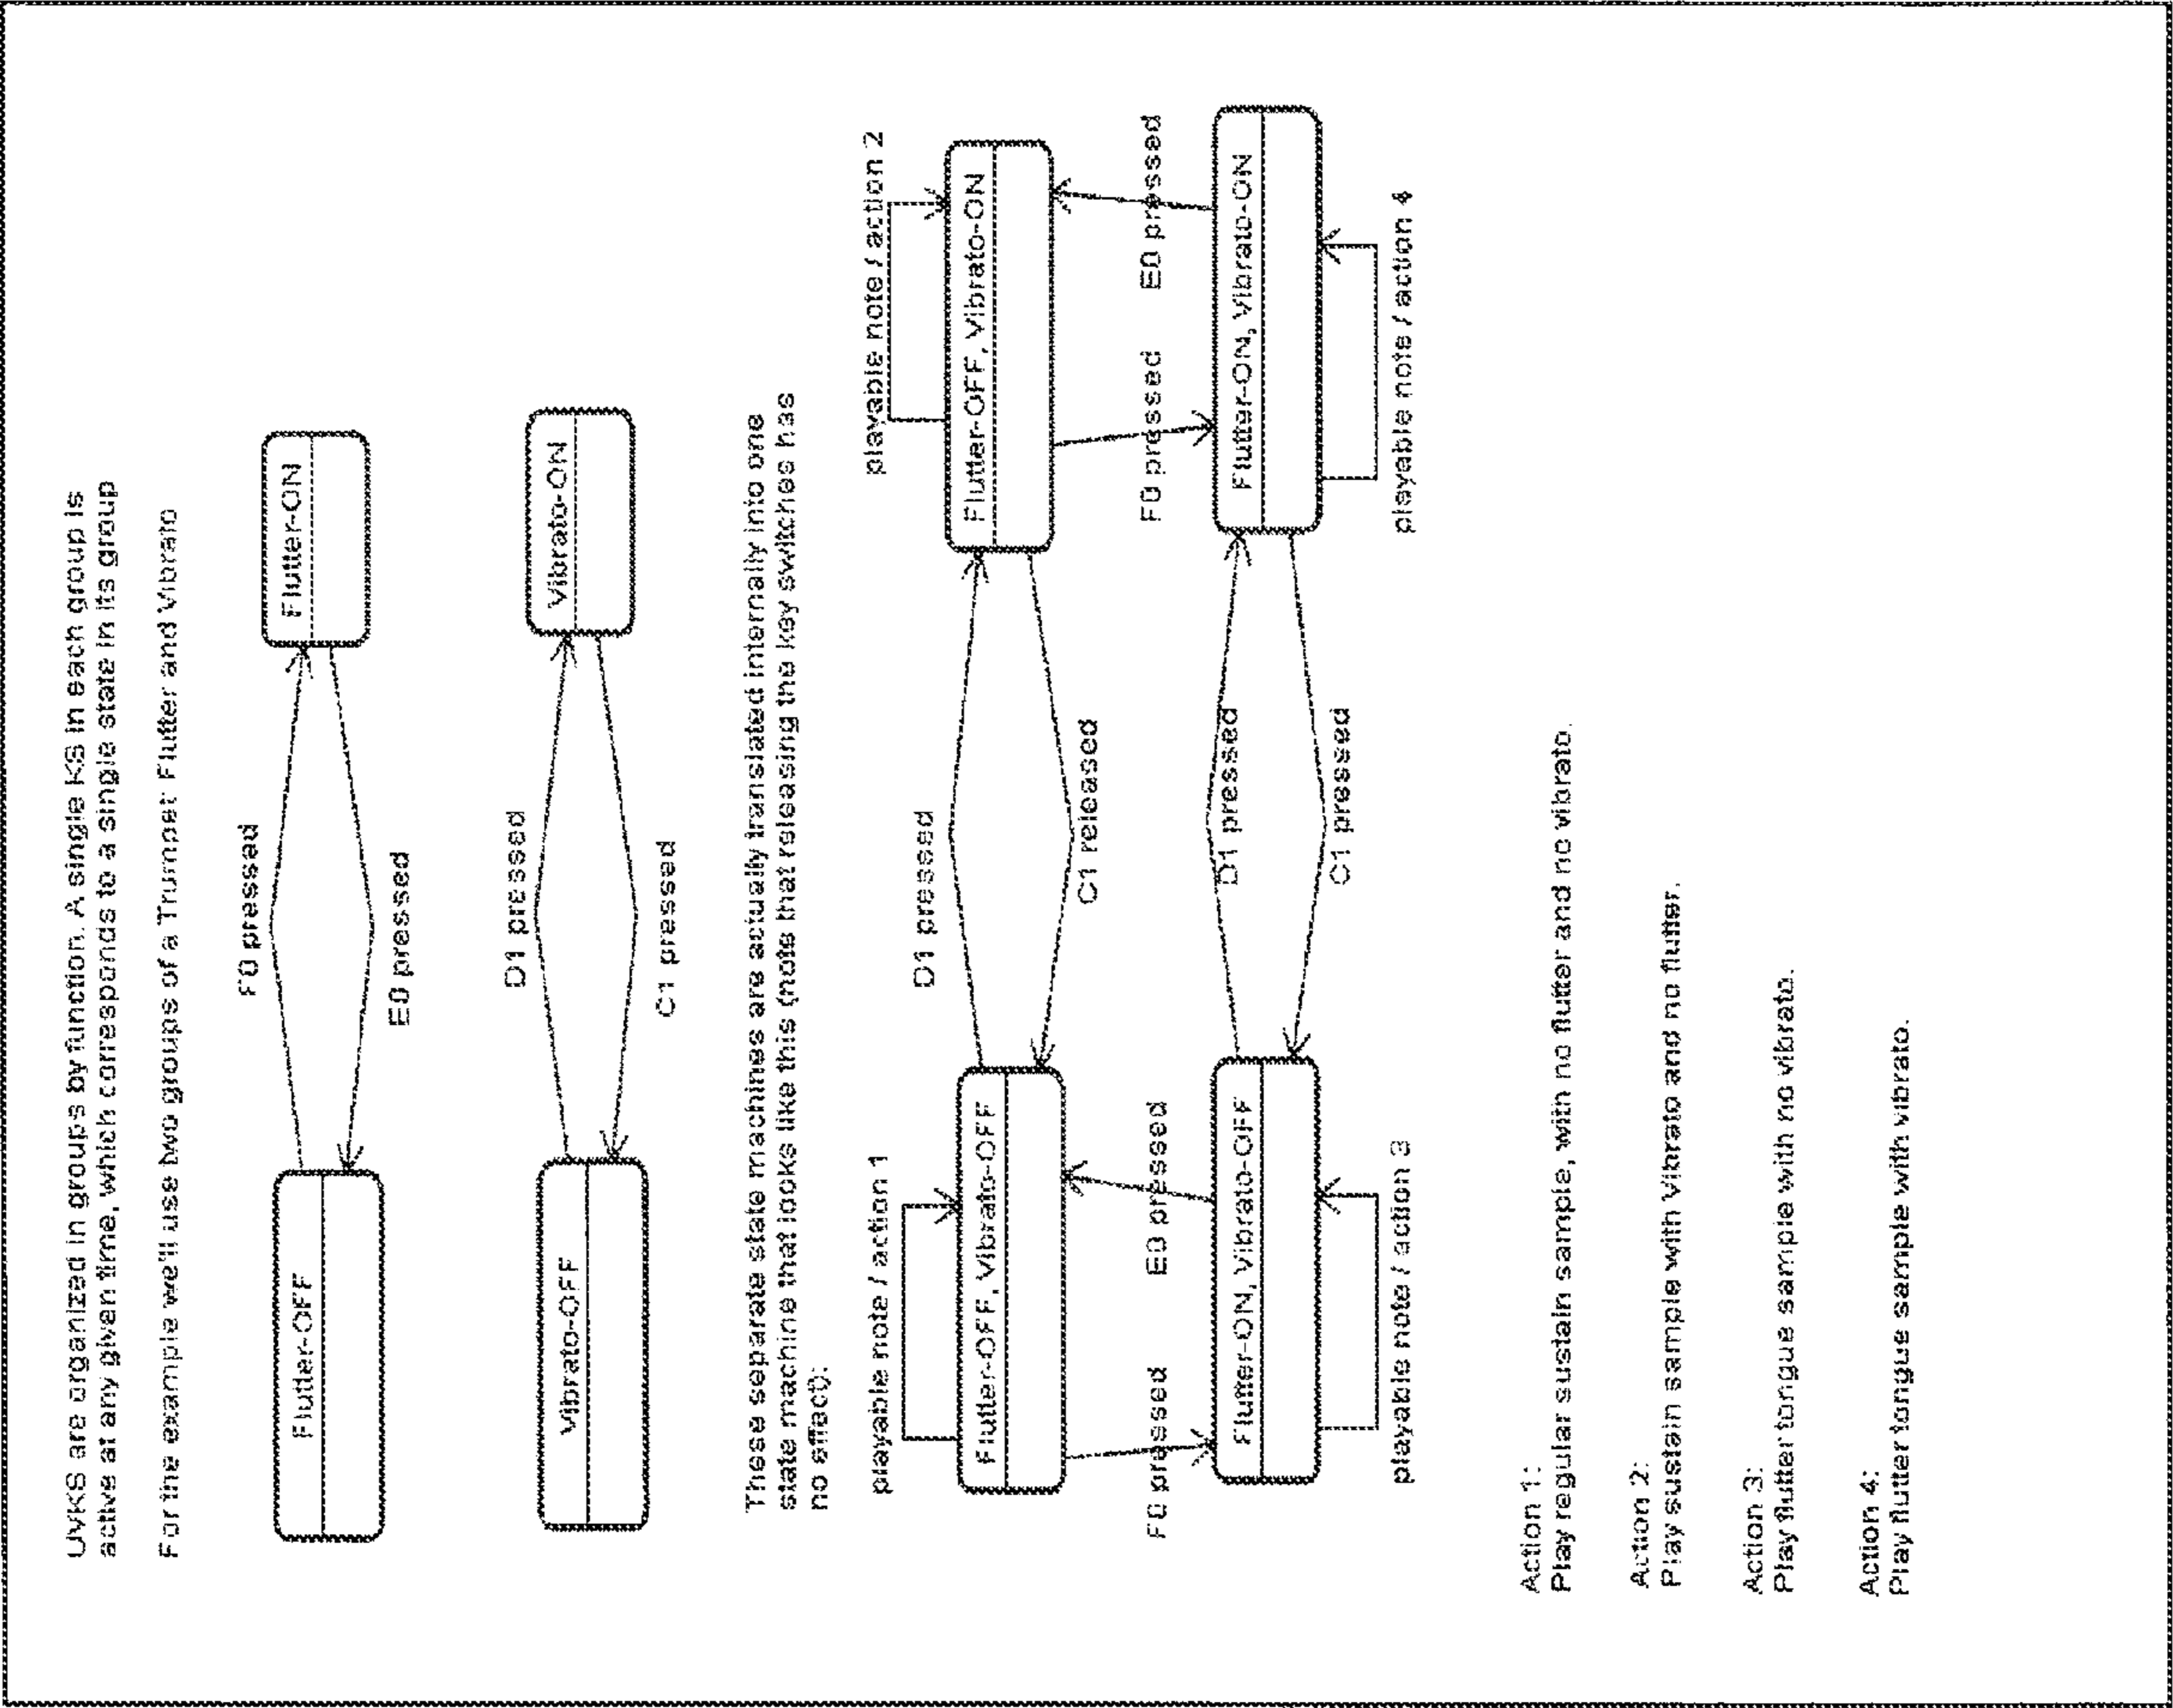 UVKS are organized in groups by function. A single KS in each group is
active at any given time, which corresponds to a single state in its group
For the example we'll use two groups of a Trumpet: Flutter and Vibrato
F0 pressed
Flutter-OFF
Flutter-ON
E0 pressed
D1 pressed
Vibrato-OFF
Vibrato-ON
C1 pressed
These separate state machines are actually translated internally into one
state machine that looks like this (note that releasing the key switches has
no effect):
playable note / action 1
playable note / action 2
D1 pressed
Flutter-OFF, Vibrato-OFF
Flutter-OFF, Vibrato-ON
C1 released
F0 pressed
E0 pressed
F0 pressed
E0 pressed
D1 pressed
Flutter-ON, Vibrato-OFF
Flutter-ON, Vibrato-ON
C1 pressed
playable note / action 3
playable note / action 4
Action 1:
Play regular sustain sample, with no flutter and no vibrato.
Action 2:
Play sustain sample with Vibrato and no flutter.
Action 3:
Play flutter tongue sample with no vibrato.
Action 4:
Play flutter tongue sample with vibrato.